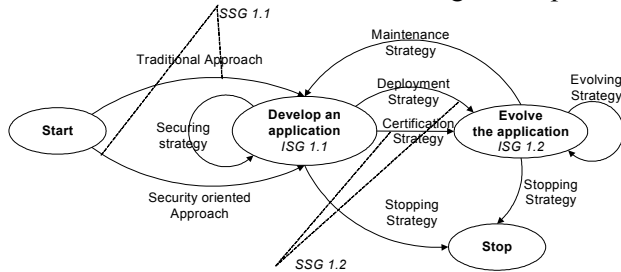 SSG 1.1
Traditional Approach
Maintenance
Strategy
Deployment
Strategy
Evolving
Strategy
Start
Securing
strategy
Develop an
application
ISG 1.1
Certification
Strategy
Evolve
the application
ISG 1.2
Security oriented
Approach
Stopping
Strategy
Stopping
Strategy
SSG 1.2
Stop